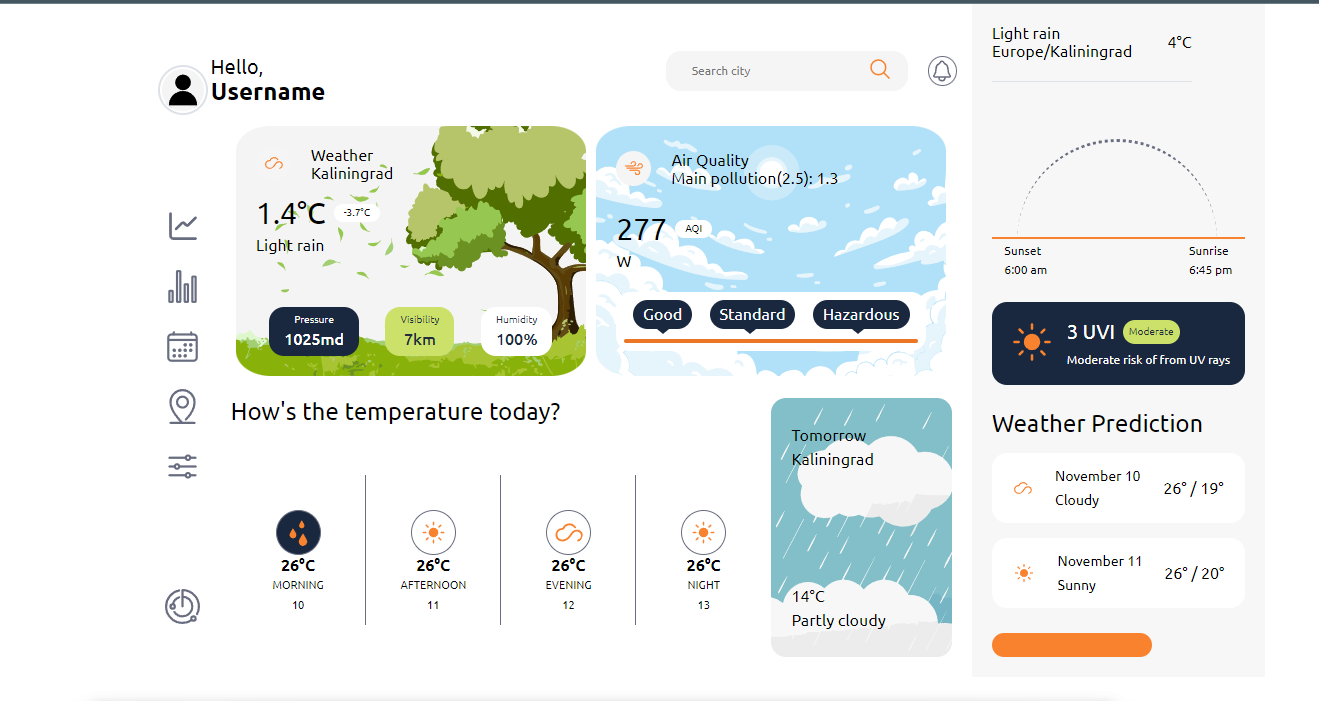 Hello,
Username
Search city
Light rain
Europe/Kaliningrad
4°C
Weather
Kaliningrad
1.4°C
-3.7°C
Light rain
Pressure
1025md
Visibility
7km
Humidity
100%
Air Quality
Main pollution(2.5): 1.3
277
AQI
W
Good
Standard
Hazardous
Sunset
6:00 am
Sunrise
6:45 pm
3 UVI
Moderate
Moderate risk of from UV rays
How's the temperature today?
26°C
MORNING
10
26°C
AFTERNOON
11
26°C
EVENING
12
26°C
NIGHT
13
Tomorrow
Kaliningrad
14°C
Partly cloudy
Weather Prediction
November 10
Cloudy
26° / 19°
November 11
Sunny
26° / 20°